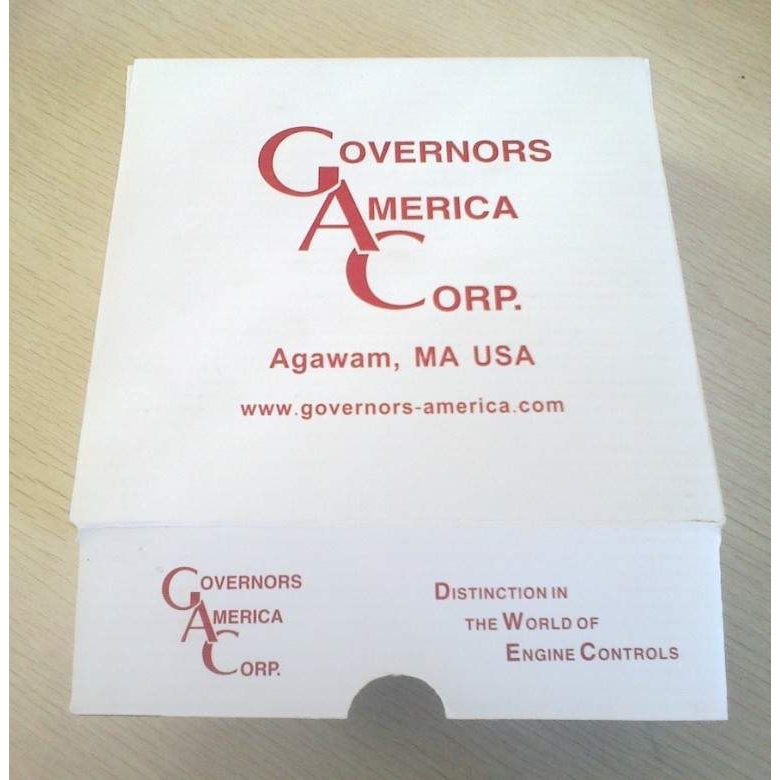 GOVERNORS
AMERICA
CORP.
Agawam, MA USA
www.governors-america.com
GOVERNORS
AMERICA
CORP.
DISTINCTION IN
THE WORLD OF
ENGINE CONTROLS